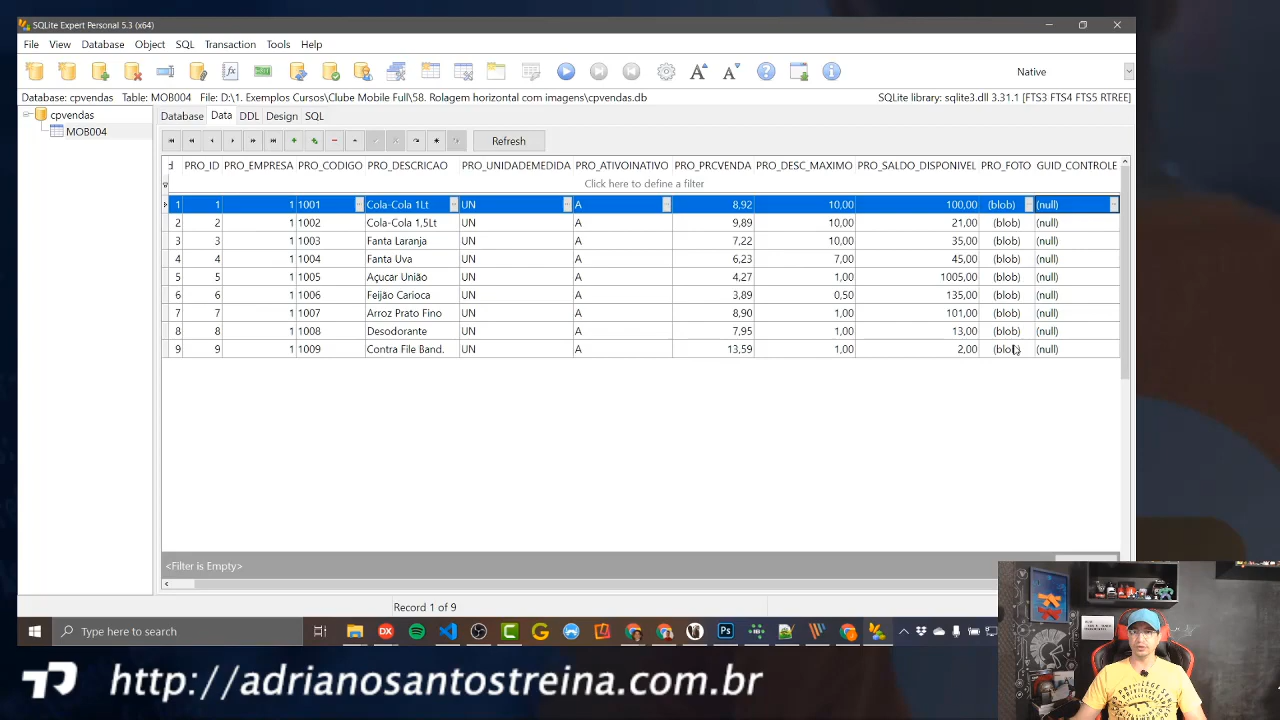 SQLite Expert Personal 5.3 (x64)
File View Database Object SQL Transaction Tools Help
Native
Database: cpvendas Table: MOB004 File: D:\1. Exemplos Cursos\Clube Mobile Full\58. Rolagem horizontal com imagens\cpvendas.db SQLite library: sqlite3.dll 3.31.1 [FTS3 FTS4 FTS5 RTREE]
cpvendas
MOB004
Database Data DDL Design SQL
Refresh
d PRO_ID PRO_EMPRESA PRO_CODIGO PRO_DESCRICAO PRO_UNIDADEMEDIDA PRO_ATIVOINATIVO PRO_PRCVENDA PRO_DESC_MAXIMO PRO_SALDO_DISPONIVEL PRO_FOTO GUID_CONTROLE
Click here to define a filter
1 1 1 1001 Cola-Cola 1Lt UN A 8,92 10,00 100,00 (blob) (null)
2 2 1 1002 Cola-Cola 1,5Lt UN A 9,89 10,00 21,00 (blob) (null)
3 3 1 1003 Fanta Laranja UN A 7,22 10,00 35,00 (blob) (null)
4 4 1 1004 Fanta Uva UN A 6,23 7,00 45,00 (blob) (null)
5 5 1 1005 Açucar União UN A 4,27 1,00 1005,00 (blob) (null)
6 6 1 1006 Feijão Carioca UN A 3,89 0,50 135,00 (blob) (null)
7 7 1 1007 Arroz Prato Fino UN A 8,90 1,00 101,00 (blob) (null)
8 8 1 1008 Desodorante UN A 7,95 1,00 13,00 (blob) (null)
9 9 1 1009 Contra File Band. UN A 13,59 1,00 2,00 (blob) (null)
<Filter is Empty>
Record 1 of 9
Type here to search
http://adrianosantostreina.com.br